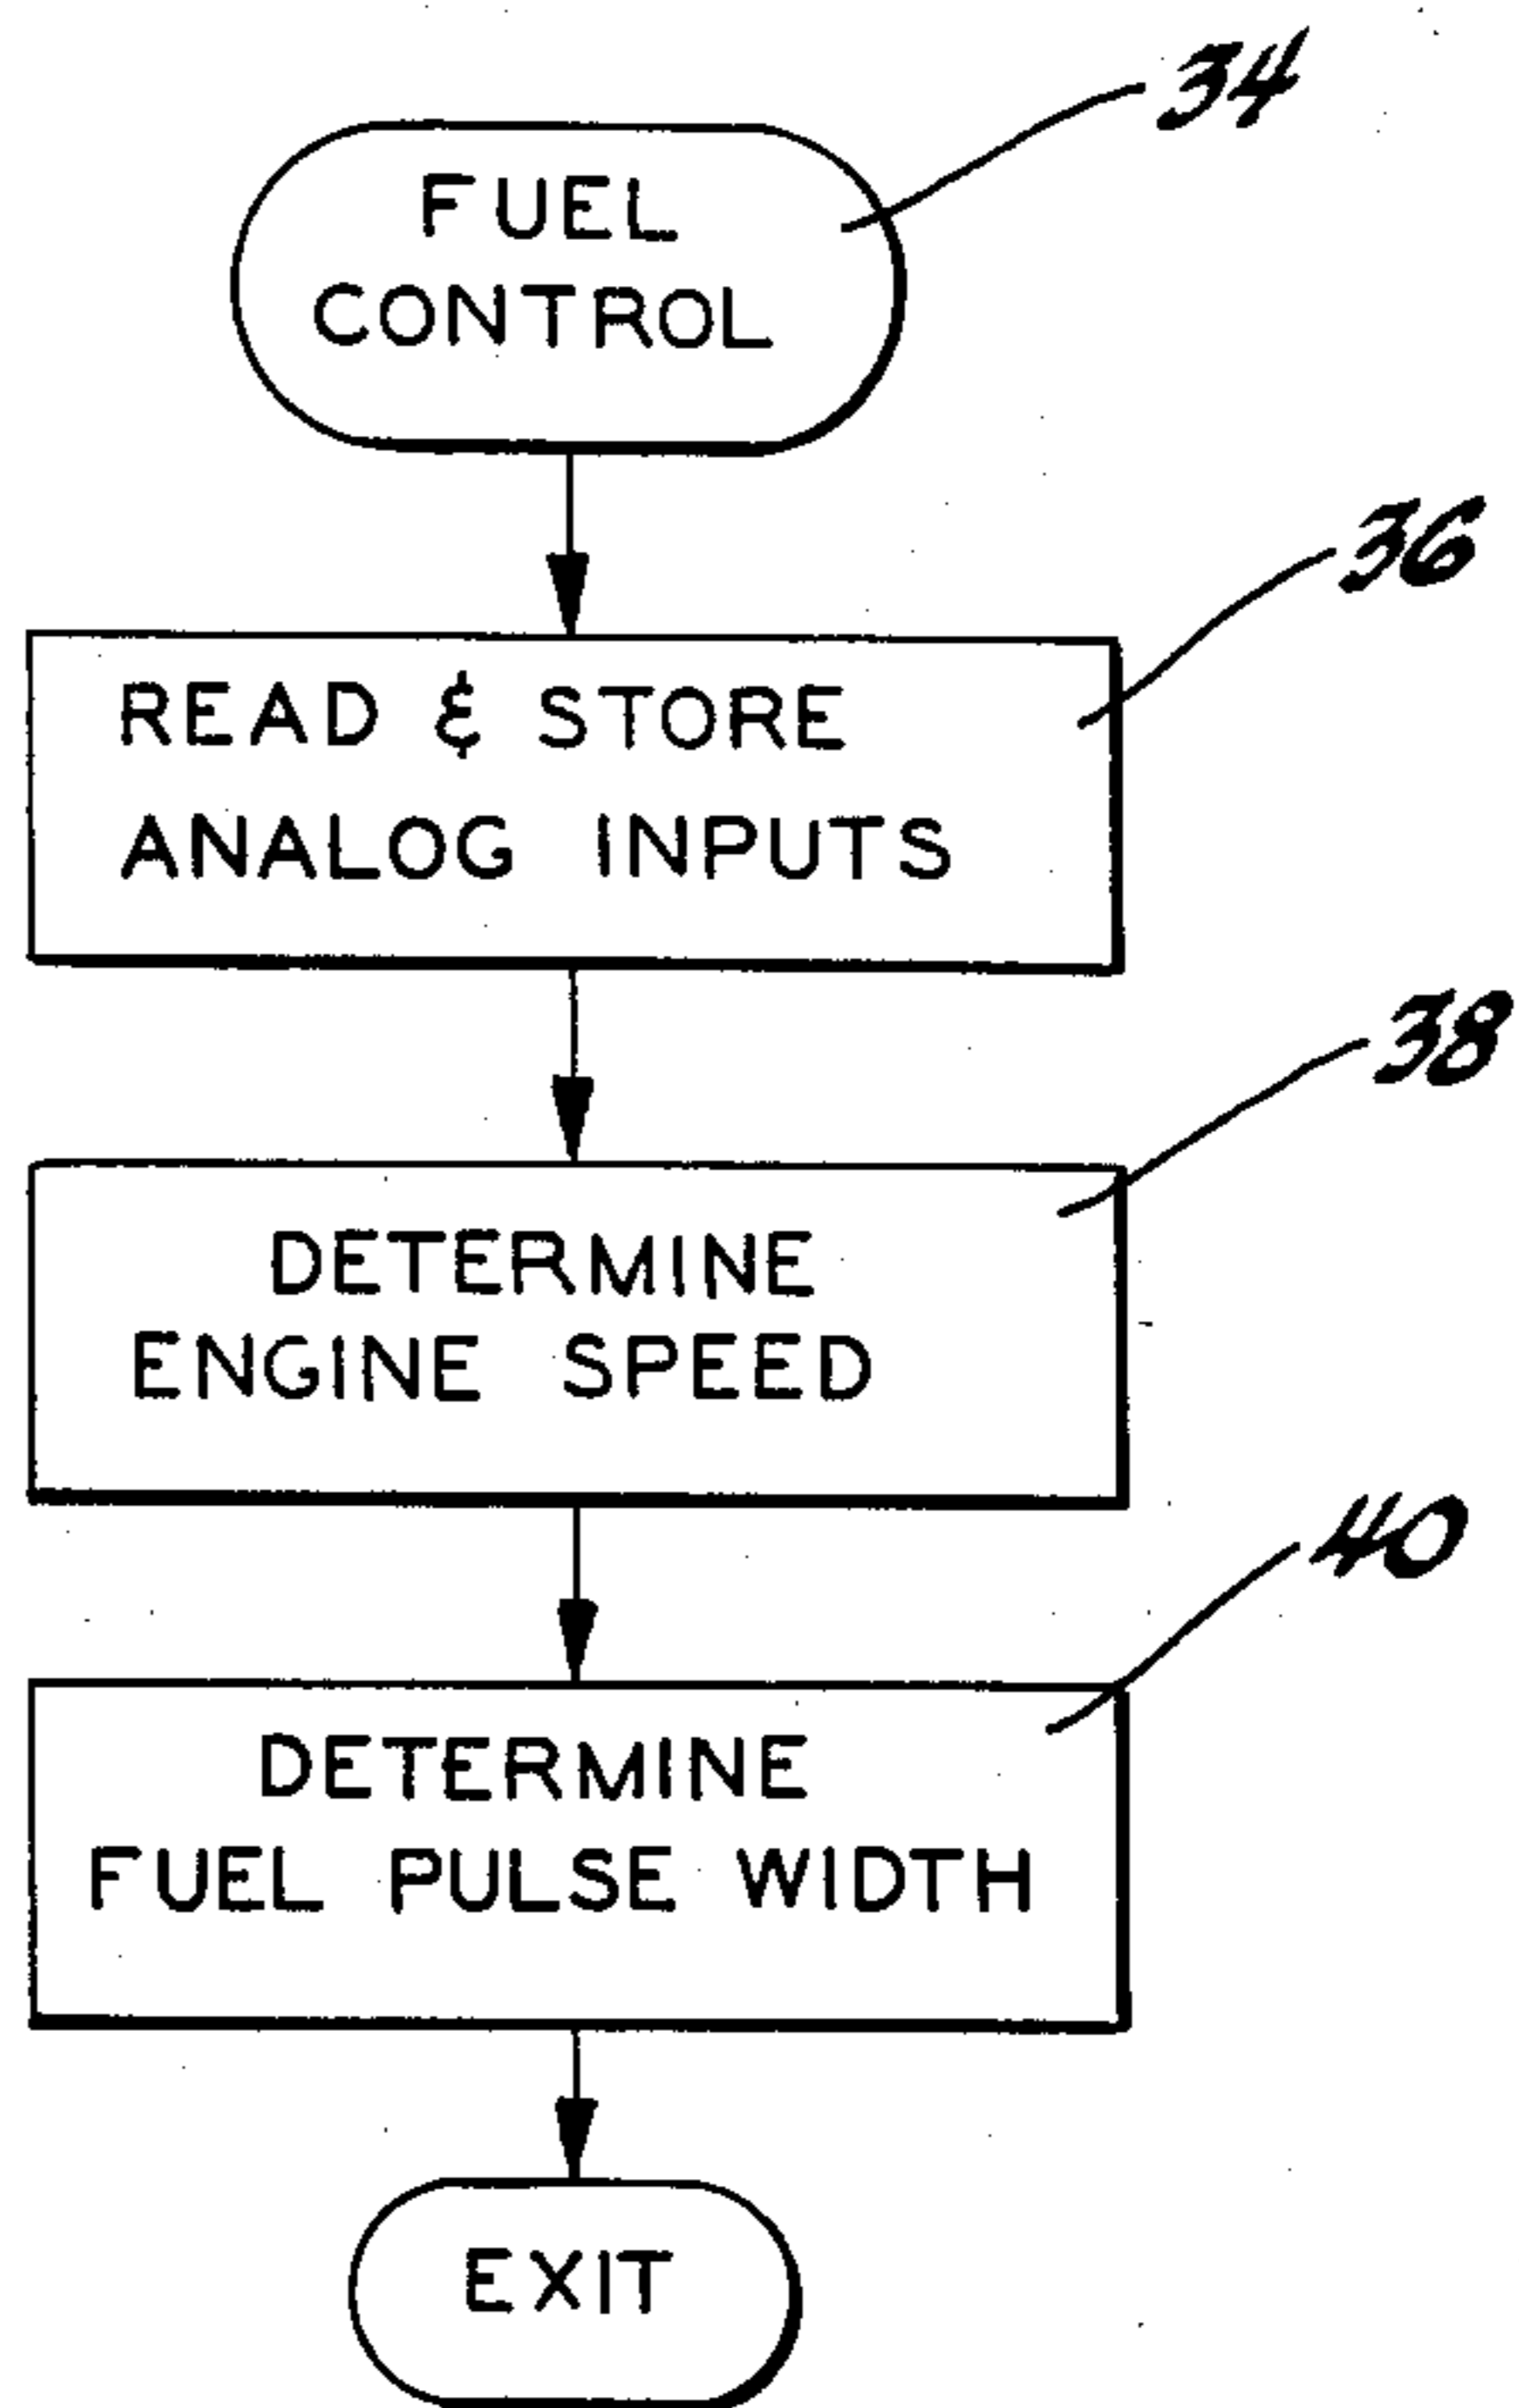 34
FUEL
CONTROL
36
READ & STORE
ANALOG INPUTS
38
DETERMINE
ENGINE SPEED
40
DETERMINE
FUEL PULSE WIDTH
EXIT